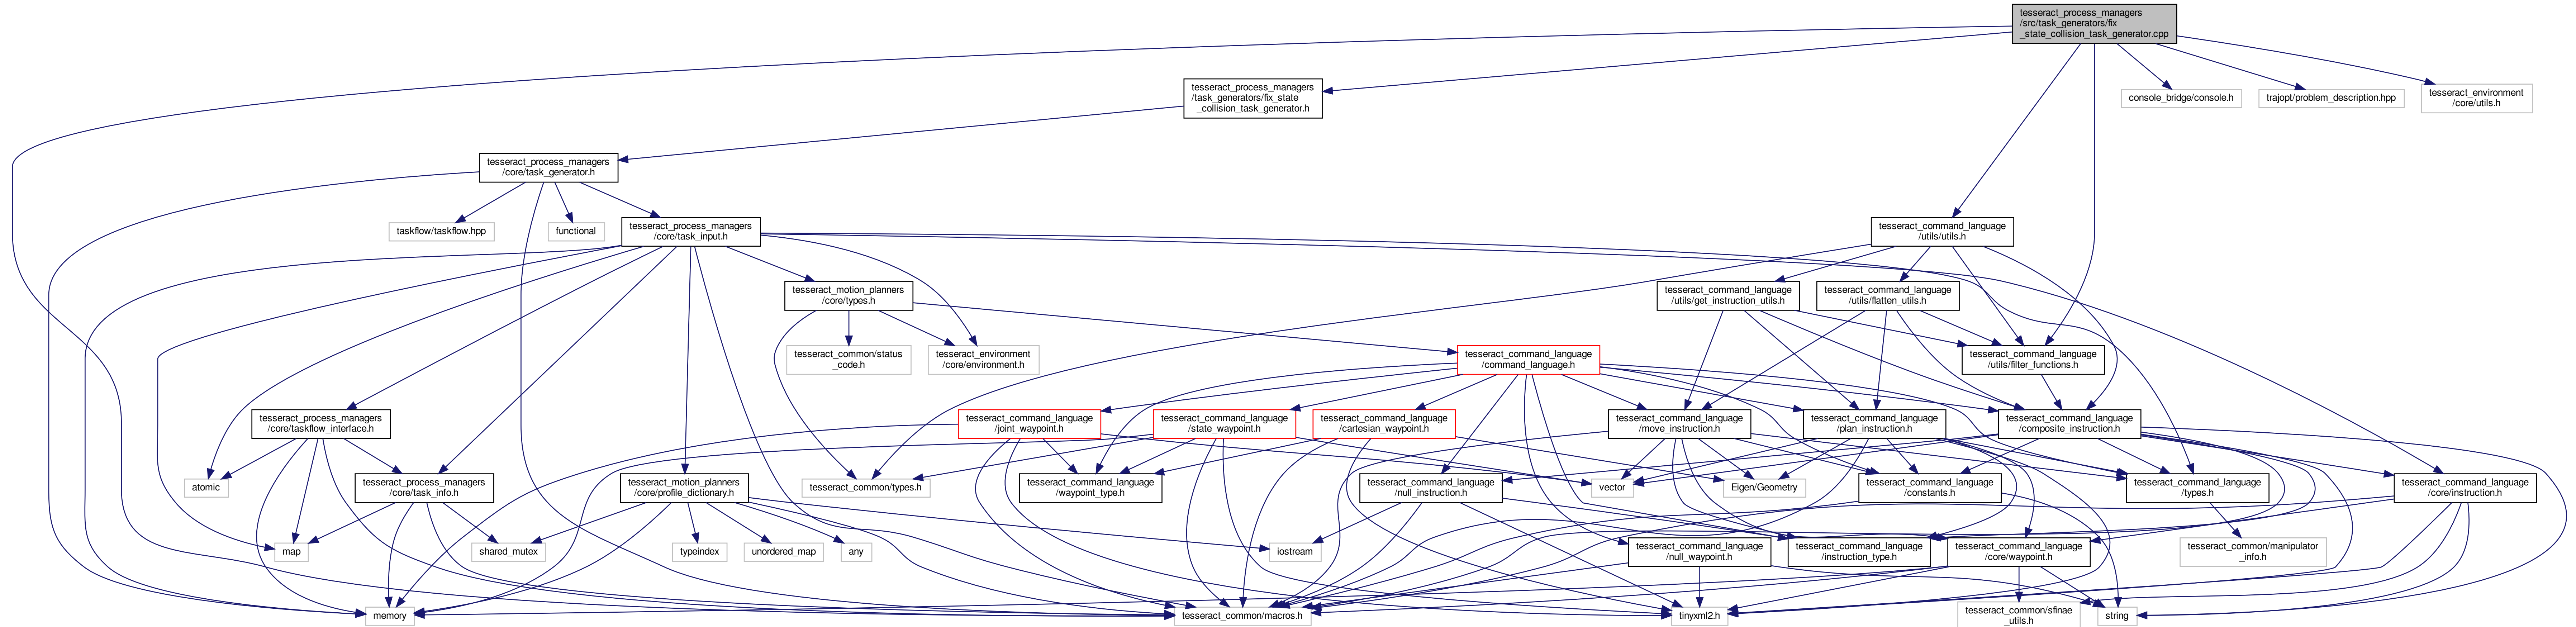 tesseract_process_managers
/src/task_generators/fix
_state_collision_task_generator.cpp
tesseract_process_managers
/task_generators/fix_state
_collision_task_generator.h
console_bridge/console.h
trajopt/problem_description.hpp
tesseract_environment
/core/utils.h
tesseract_process_managers
/core/task_generator.h
taskflow/taskflow.hpp
functional
tesseract_process_managers
/core/task_input.h
tesseract_command_language
/utils/utils.h
tesseract_motion_planners
/core/types.h
tesseract_command_language
/utils/get_instruction_utils.h
tesseract_command_language
/utils/flatten_utils.h
tesseract_common/status
_code.h
tesseract_environment
/core/environment.h
tesseract_command_language
/command_language.h
tesseract_command_language
/utils/filter_functions.h
tesseract_process_managers
/core/taskflow_interface.h
tesseract_command_language
/joint_waypoint.h
tesseract_command_language
/state_waypoint.h
tesseract_command_language
/cartesian_waypoint.h
tesseract_command_language
/move_instruction.h
tesseract_command_language
/plan_instruction.h
tesseract_command_language
/composite_instruction.h
atomic
tesseract_process_managers
/core/task_info.h
tesseract_motion_planners
/core/profile_dictionary.h
tesseract_common/types.h
tesseract_command_language
/waypoint_type.h
tesseract_command_language
/null_instruction.h
vector
Eigen/Geometry
tesseract_command_language
/constants.h
tesseract_command_language
/types.h
tesseract_command_language
/core/instruction.h
map
shared_mutex
typeindex
unordered_map
any
iostream
tesseract_command_language
/null_waypoint.h
tesseract_command_language
/instruction_type.h
tesseract_command_language
/core/waypoint.h
tesseract_common/manipulator
_info.h
memory
tesseract_common/macros.h
tinyxml2.h
tesseract_common/sfinae
_utils.h
string